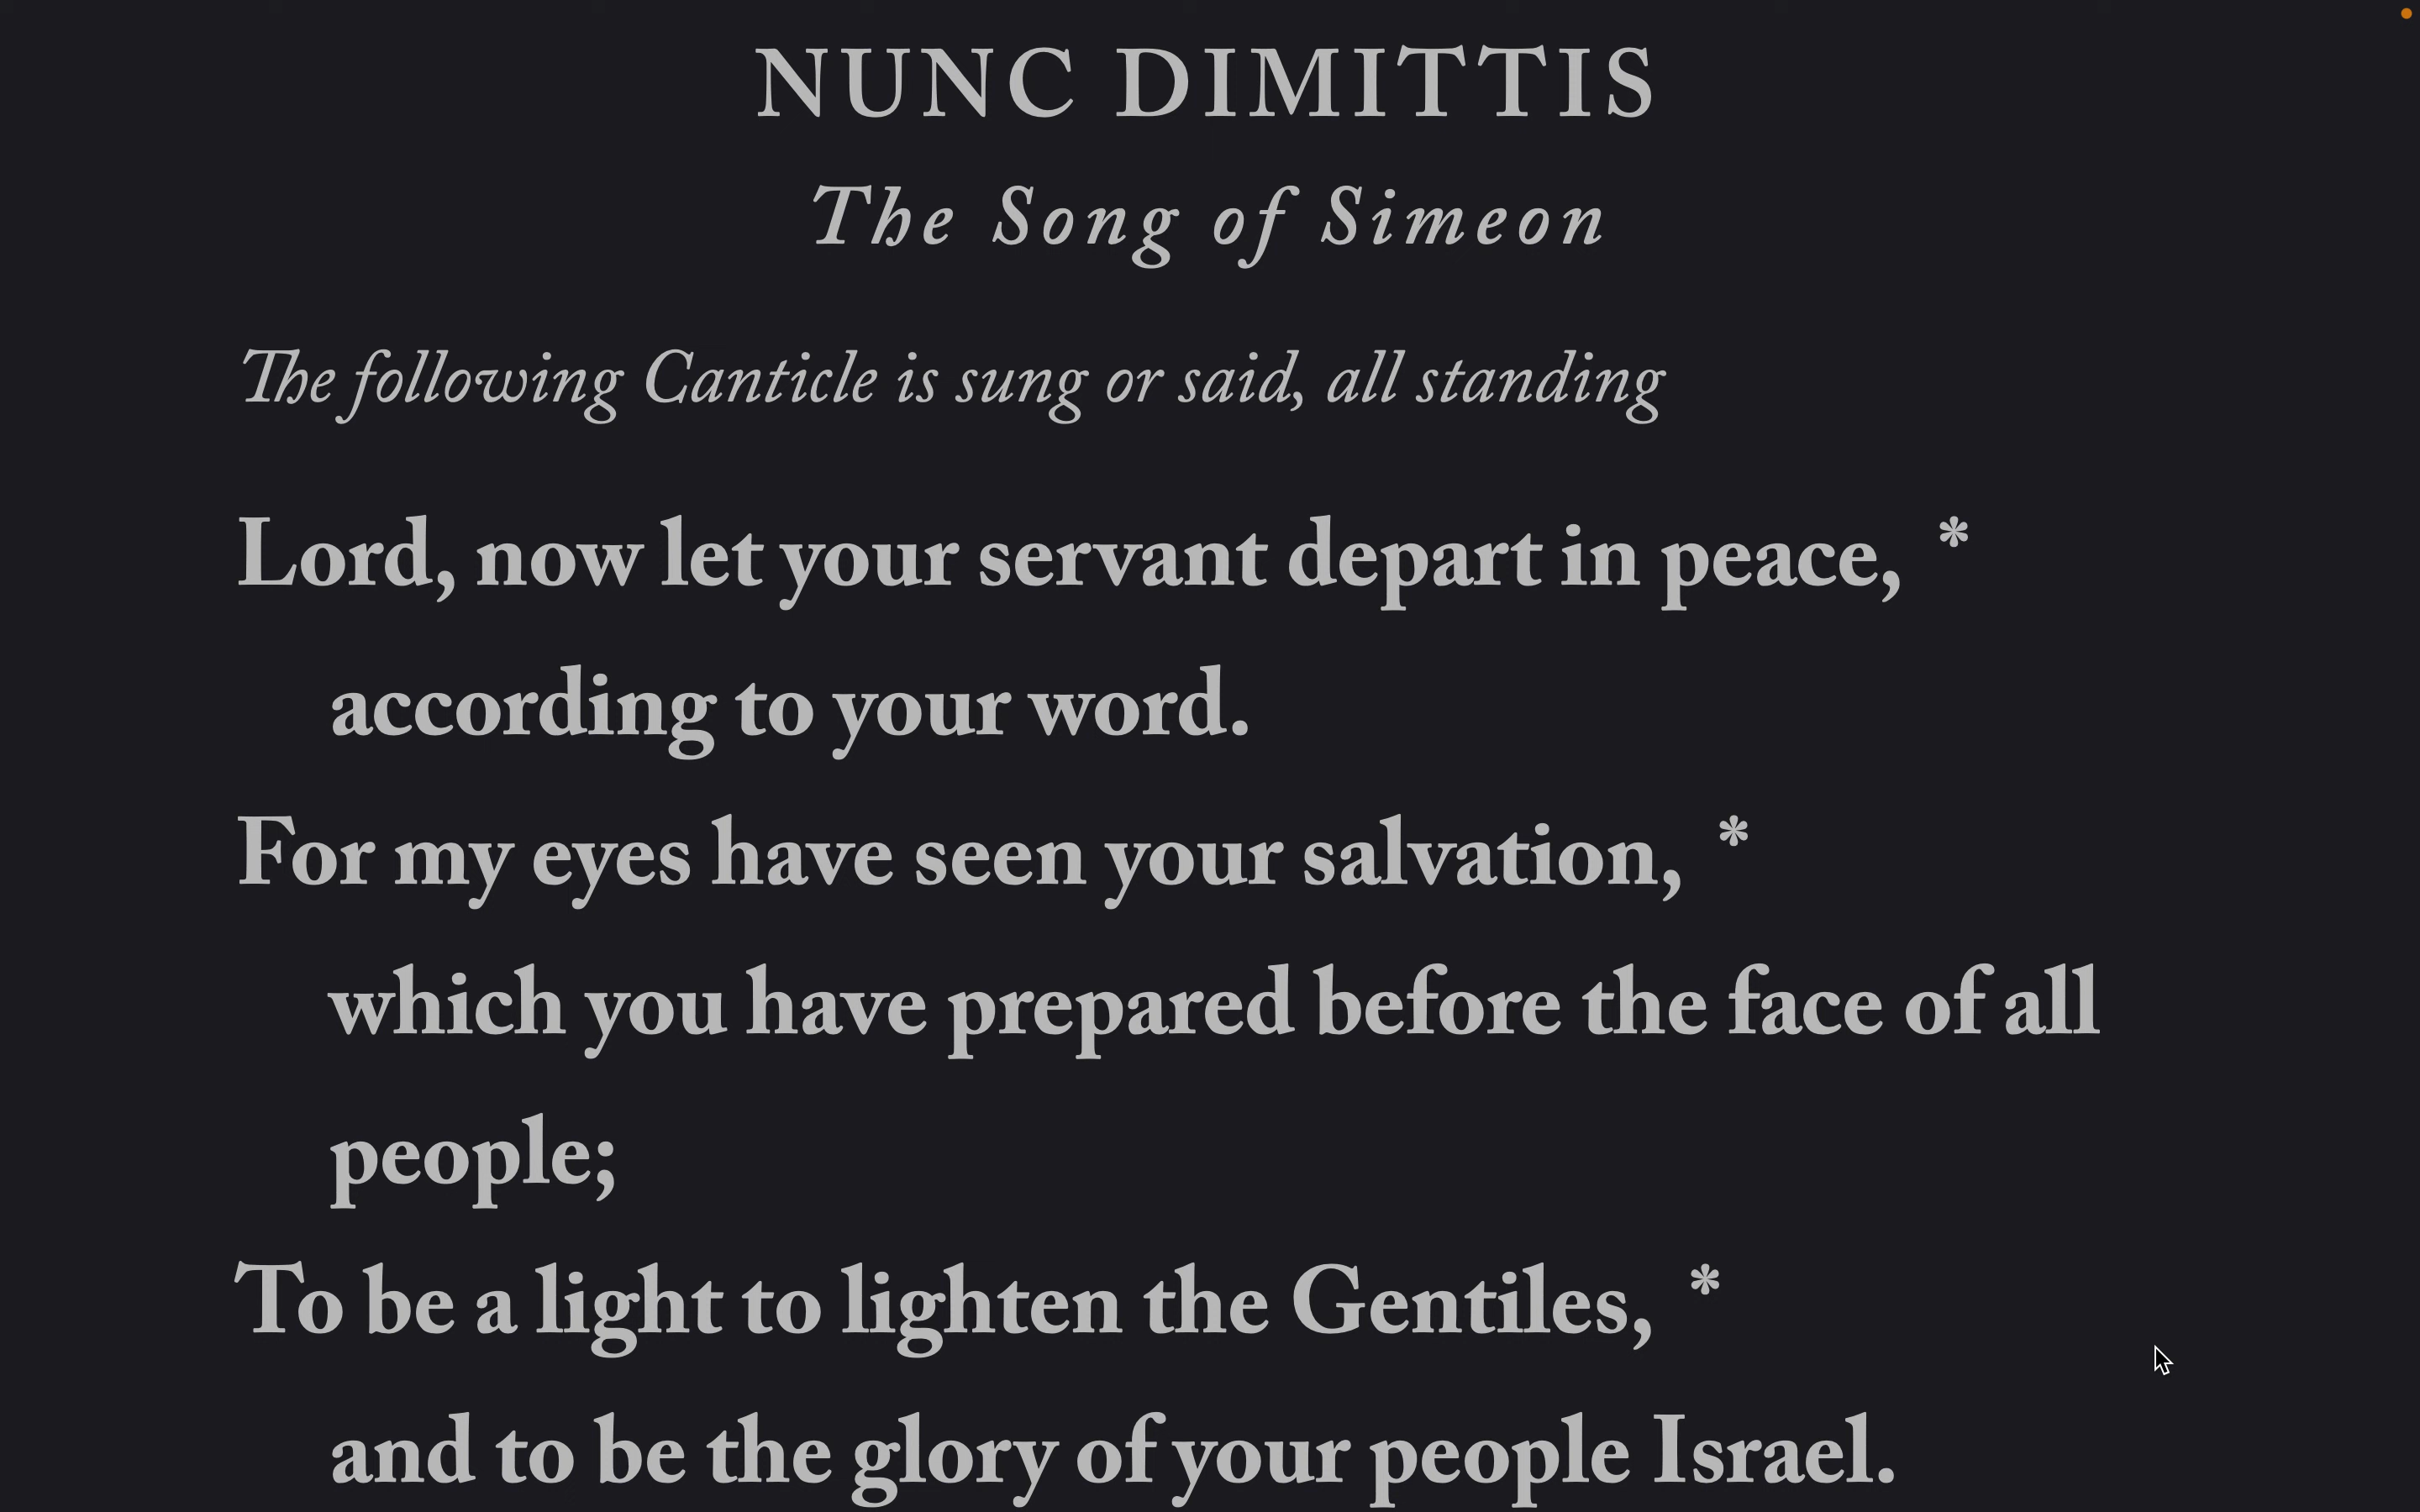 NUNC DIMITTIS
The Song of Simeon
The following Canticle is sung or said, all standing
Lord, now let your servant depart in peace, *
according to your word.
For my eyes have seen your salvation, *
which you have prepared before the face of all
people;
To be a light to lighten the Gentiles, *
and to be the glory of your people Israel.